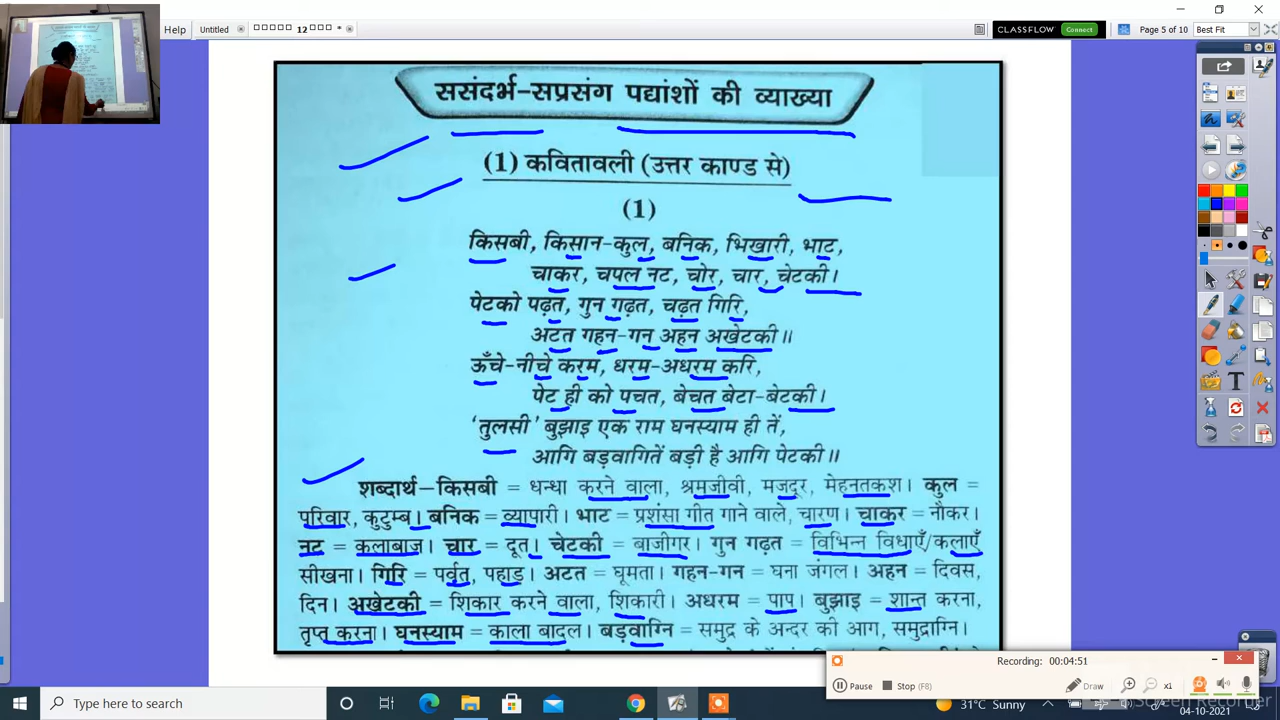 Help
Untitled
12 *
CLASSFLOW Connect
Page 5 of 10
Best Fit
ससंदर्भ-सप्रसंग पद्यांशों की व्याख्या
(1) कवितावली (उत्तर काण्ड से)
(1)
किसबी, किसान-कुल, बनिक, भिखारी, भाट,
चाकर, चपल नट, चोर, चार, चेटकी।
पेटको पढ़त, गुन गढ़त, चढ़त गिरि,
अटत गहन-गन अहन अखेटकी॥
ऊँचे-नीचे करम, धरम-अधरम करि,
पेट ही को पचत, बेचत बेटा-बेटकी।
'तुलसी' बुझाइ एक राम घनस्याम ही तें,
आगि बड़वागितें बड़ी है आगि पेटकी॥
शब्दार्थ-किसबी = धन्धा करने वाला, श्रमजीवी, मजदूर, मेहनतकश। कुल =
परिवार, कुटुम्ब। बनिक = व्यापारी। भाट = प्रशंसा गीत गाने वाले, चारण। चाकर = नौकर।
नट = कलाबाज। चार = दूत। चेटकी = बाजीगर। गुन गढ़त = विभिन्न विधाएँ/कलाएँ
सीखना। गिरि = पर्वत, पहाड़। अटत = घूमता। गहन-गन = घना जंगल। अहन = दिवस,
दिन। अखेटकी = शिकार करने वाला, शिकारी। अधरम = पाप। बुझाइ = शान्त करना,
तृप्त करना। घनस्याम = काला बादल। बड़वाग्नि = समुद्र के अन्दर की आग, समुद्राग्नि।
Recording: 00:04:51
Pause
Stop (F8)
Draw
x1
Screen Recorder
Type here to search
31°C Sunny
04-10-2021